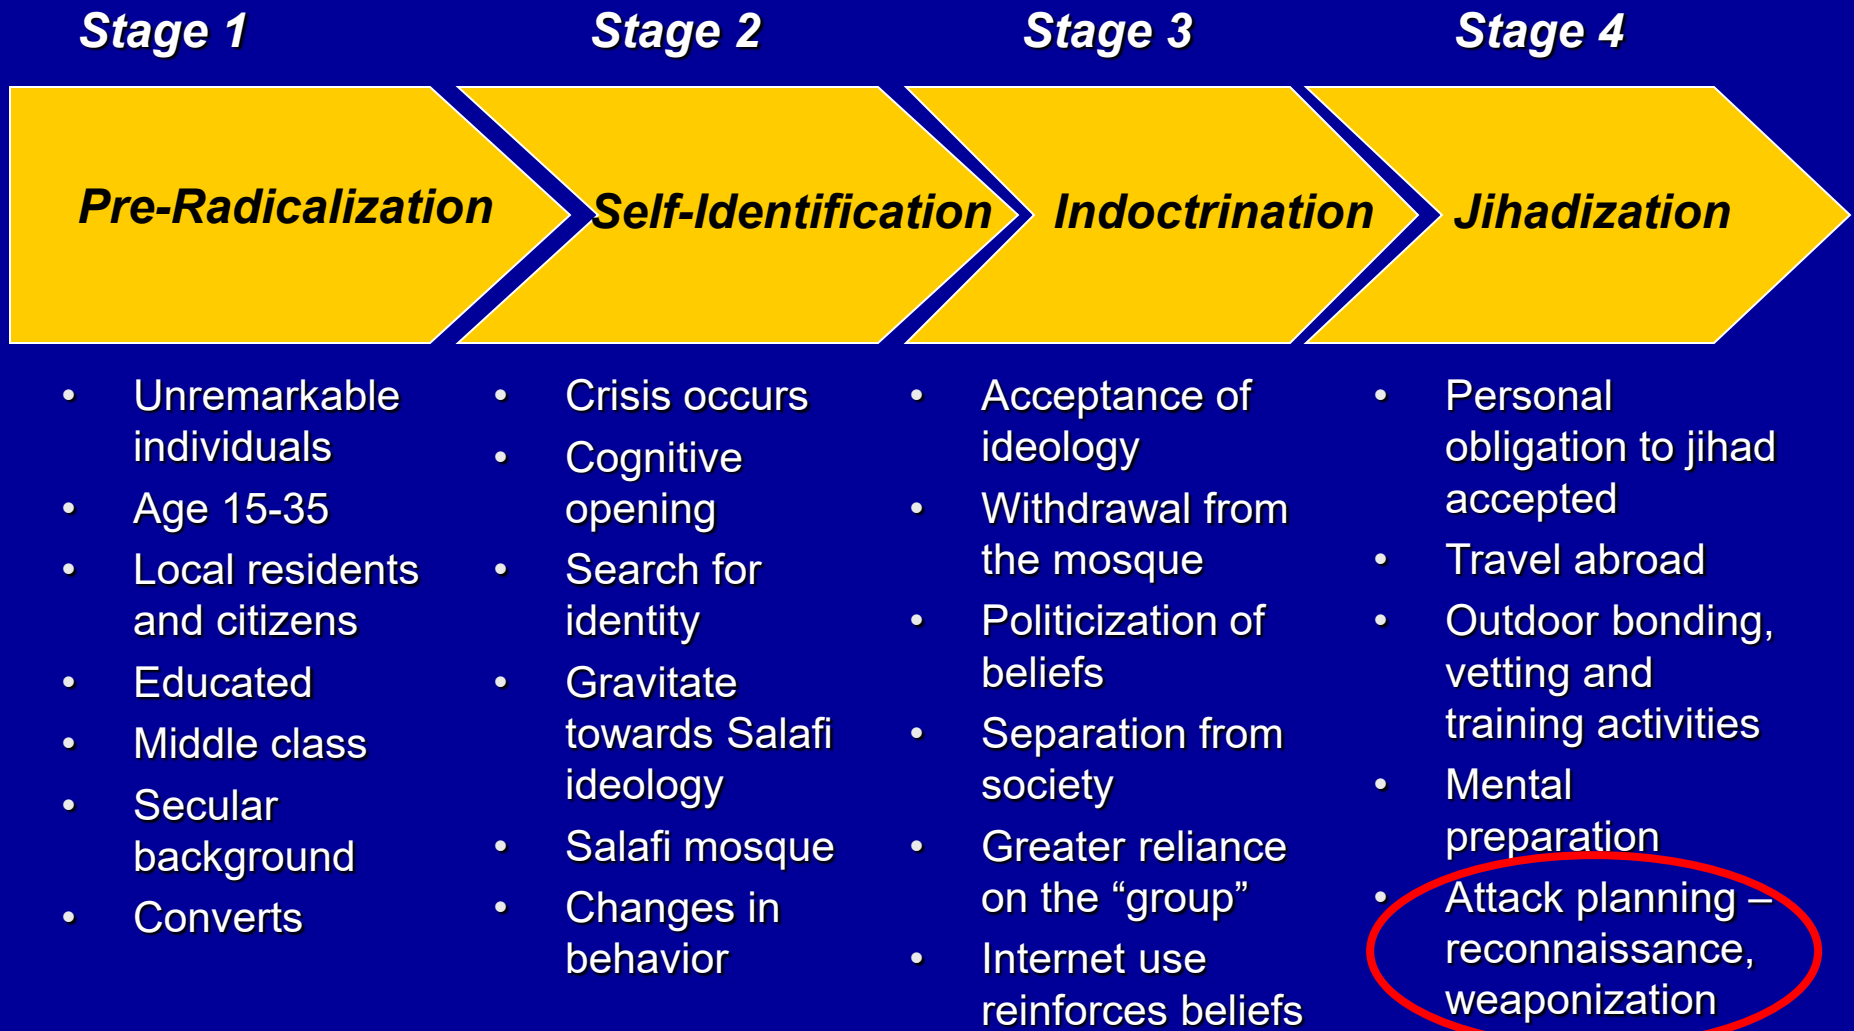 Stage 1
Stage 2
Stage 3
Stage 4
Pre-Radicalization
Self-Identification
Indoctrination
Jihadization
• Unremarkable
individuals
• Age 15-35
• Local residents
and citizens
• Educated
• Middle class
• Secular
background
• Converts
• Crisis occurs
• Cognitive
opening
• Search for
identity
• Gravitate
towards Salafi
ideology
• Salafi mosque
• Changes in
behavior
• Acceptance of
ideology
• Withdrawal from
the mosque
• Politicization of
beliefs
• Separation from
society
• Greater reliance
on the “group”
• Internet use
reinforces beliefs
• Personal
obligation to jihad
accepted
• Travel abroad
• Outdoor bonding,
vetting and
training activities
• Mental
preparation
• Attack planning –
reconnaissance,
weaponization